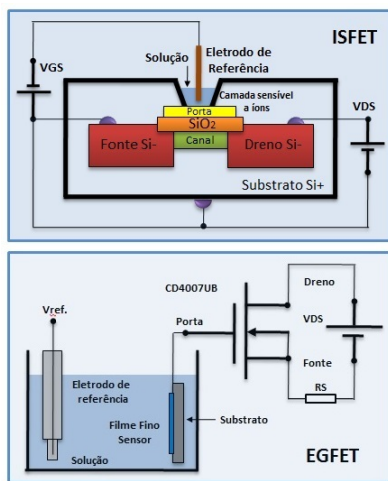 ISFET
Eletrodo de
Referência
Solução
VGS
Camada sensível
a íons
VDS
Porta
SiO2
Fonte Si-
Canal
Dreno Si-
Substrato Si+
CD4007UB
Dreno
Vref.
Porta
VDS
Eletrodo de
referência
Fonte
RS
Filme Fino
Sensor
Substrato
Solução
EGFET